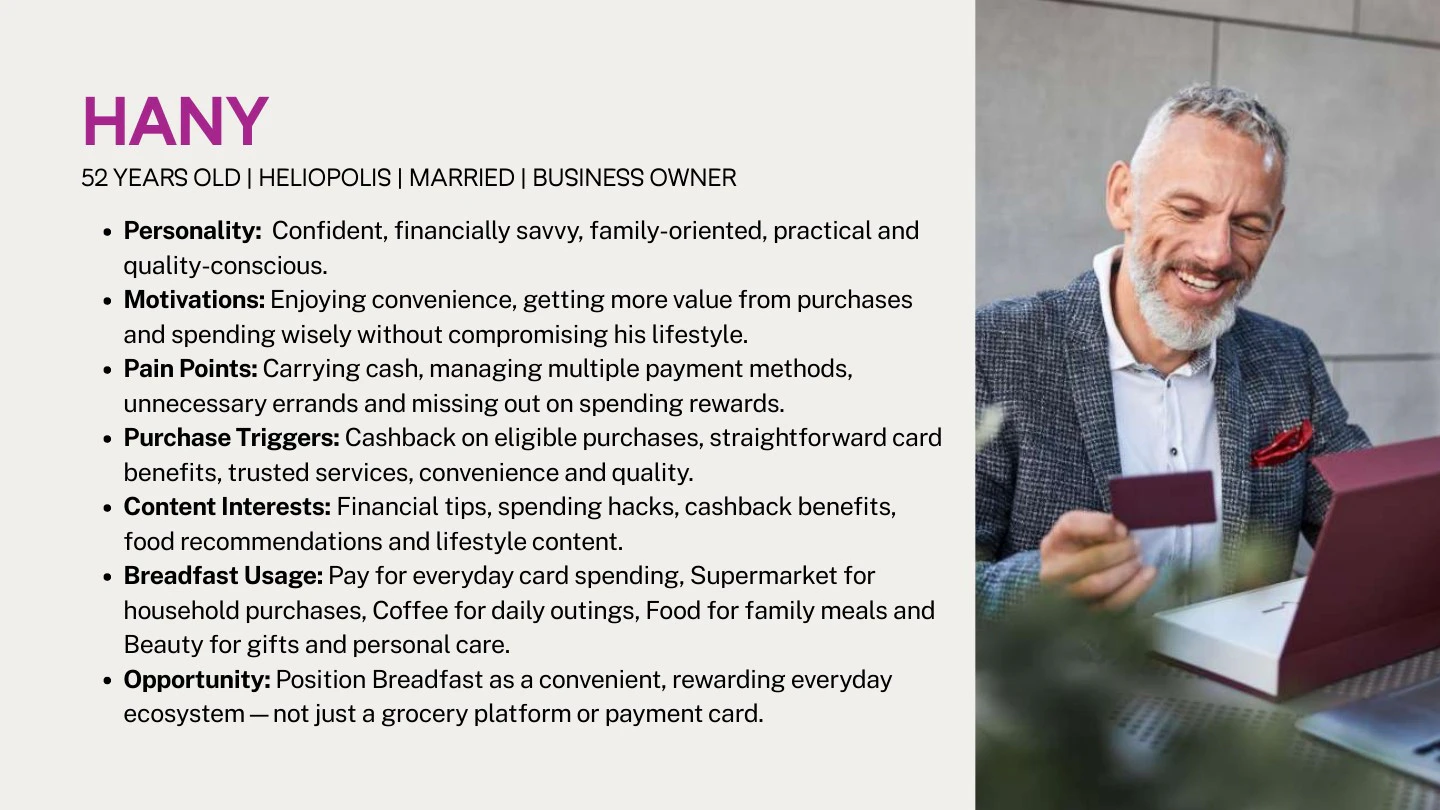 HANY
52 YEARS OLD | HELIOPOLIS | MARRIED | BUSINESS OWNER
• Personality: Confident, financially savvy, family-oriented, practical and
quality-conscious.
• Motivations: Enjoying convenience, getting more value from purchases
and spending wisely without compromising his lifestyle.
• Pain Points: Carrying cash, managing multiple payment methods,
unnecessary errands and missing out on spending rewards.
• Purchase Triggers: Cashback on eligible purchases, straightforward card
benefits, trusted services, convenience and quality.
• Content Interests: Financial tips, spending hacks, cashback benefits,
food recommendations and lifestyle content.
• Breadfast Usage: Pay for everyday card spending, Supermarket for
household purchases, Coffee for daily outings, Food for family meals and
Beauty for gifts and personal care.
• Opportunity: Position Breadfast as a convenient, rewarding everyday
ecosystem—not just a grocery platform or payment card.